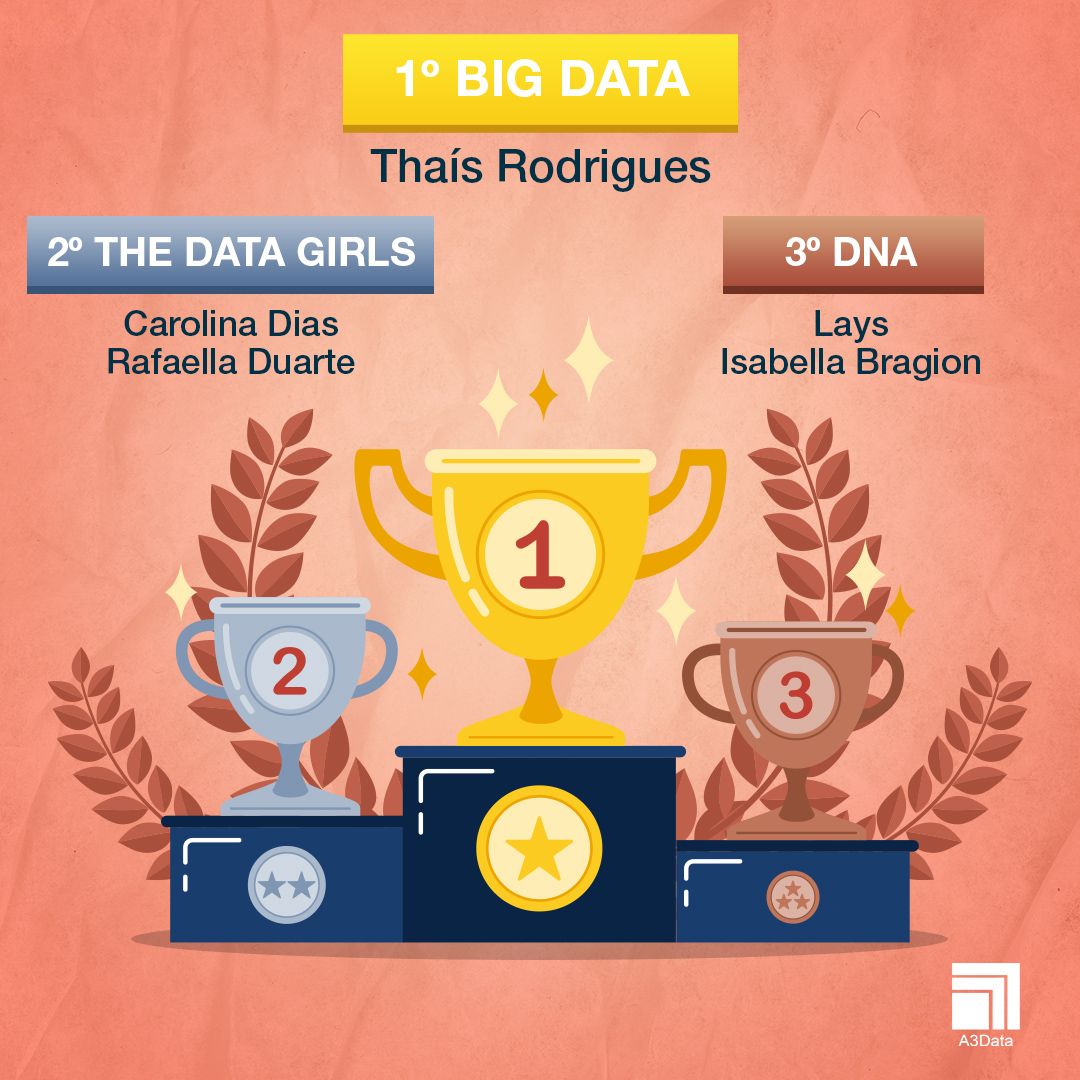 1º BIG DATA
Thaís Rodrigues
2º THE DATA GIRLS
Carolina Dias
Rafaella Duarte
3º DNA
Lays
Isabella Bragion
1
2
3
A3Data